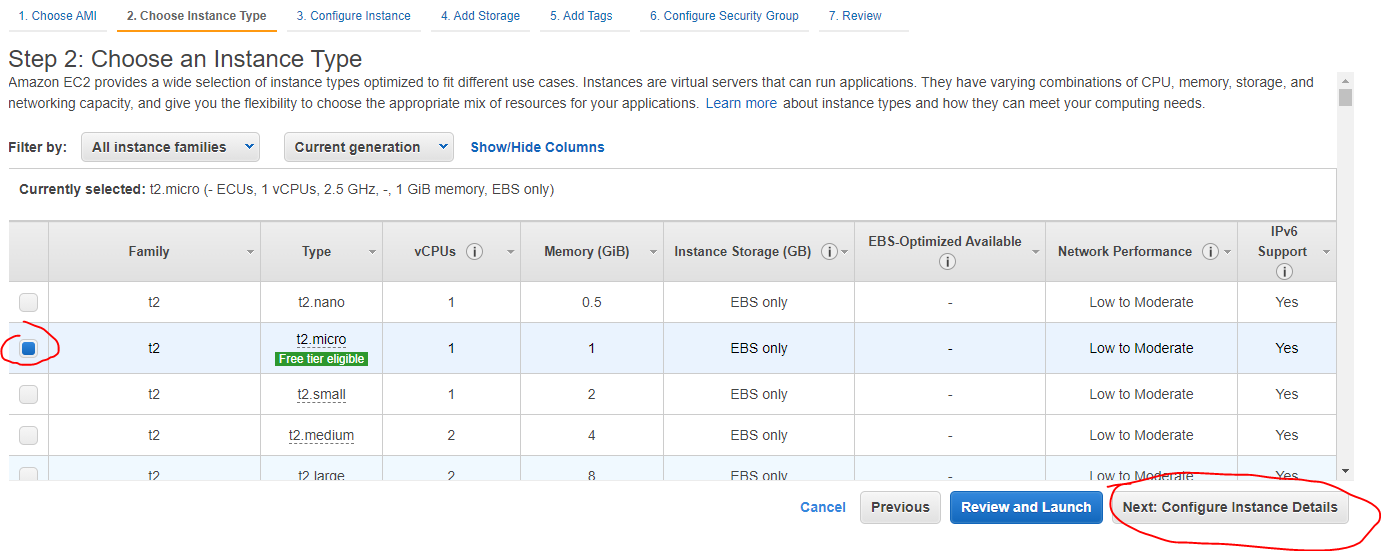 1. Choose AMI 2. Choose Instance Type 3. Configure Instance 4. Add Storage 5. Add Tags 6. Configure Security Group 7. Review
Step 2: Choose an Instance Type
Amazon EC2 provides a wide selection of instance types optimized to fit different use cases. Instances are virtual servers that can run applications. They have varying combinations of CPU, memory, storage, and
networking capacity, and give you the flexibility to choose the appropriate mix of resources for your applications. Learn more about instance types and how they can meet your computing needs.
Filter by: All instance families Current generation Show/Hide Columns
Currently selected: t2.micro (- ECUs, 1 vCPUs, 2.5 GHz, -, 1 GiB memory, EBS only)
Family Type vCPUs i Memory (GiB) Instance Storage (GB) i EBS-Optimized Available i Network Performance i IPv6 Support i
t2 t2.nano 1 0.5 EBS only - Low to Moderate Yes
t2 t2.micro Free tier eligible 1 1 EBS only - Low to Moderate Yes
t2 t2.small 1 2 EBS only - Low to Moderate Yes
t2 t2.medium 2 4 EBS only - Low to Moderate Yes
t2 t2.large 2 8 EBS only - Low to Moderate Yes
Cancel Previous Review and Launch Next: Configure Instance Details